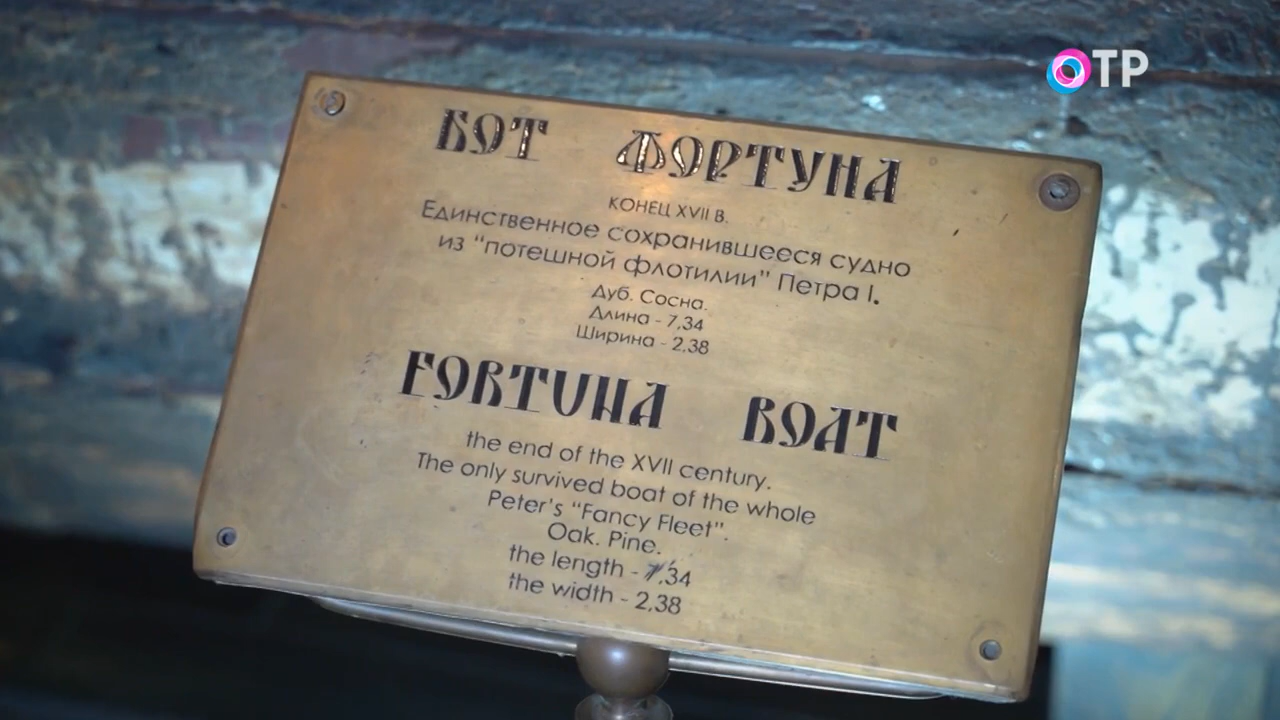 ОТР
БОТ ФОРТУНА
КОНЕЦ XVII В.
Единственное сохранившееся судно
из "потешной флотилии" Петра I.
Дуб. Сосна.
Длина - 7,34
Ширина - 2,38
FORTUNA BOAT
the end of the XVII century.
The only survived boat of the whole
Peter's "Fancy Fleet".
Oak. Pine.
the length - 7,34
the width - 2,38